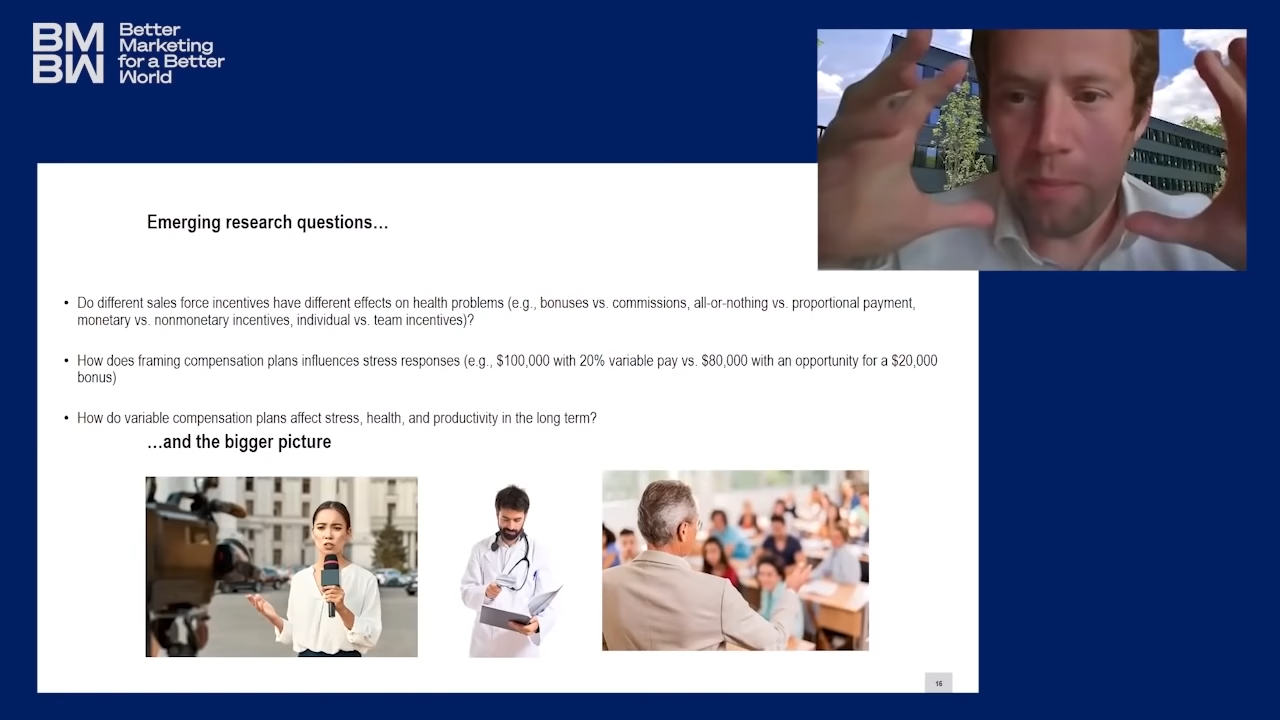 BM
BW
Better
Marketing
for a Better
World
Emerging research questions…
• Do different sales force incentives have different effects on health problems (e.g., bonuses vs. commissions, all-or-nothing vs. proportional payment,
monetary vs. nonmonetary incentives, individual vs. team incentives)?
• How does framing compensation plans influences stress responses (e.g., $100,000 with 20% variable pay vs. $80,000 with an opportunity for a $20,000
bonus)
• How do variable compensation plans affect stress, health, and productivity in the long term?
…and the bigger picture
16